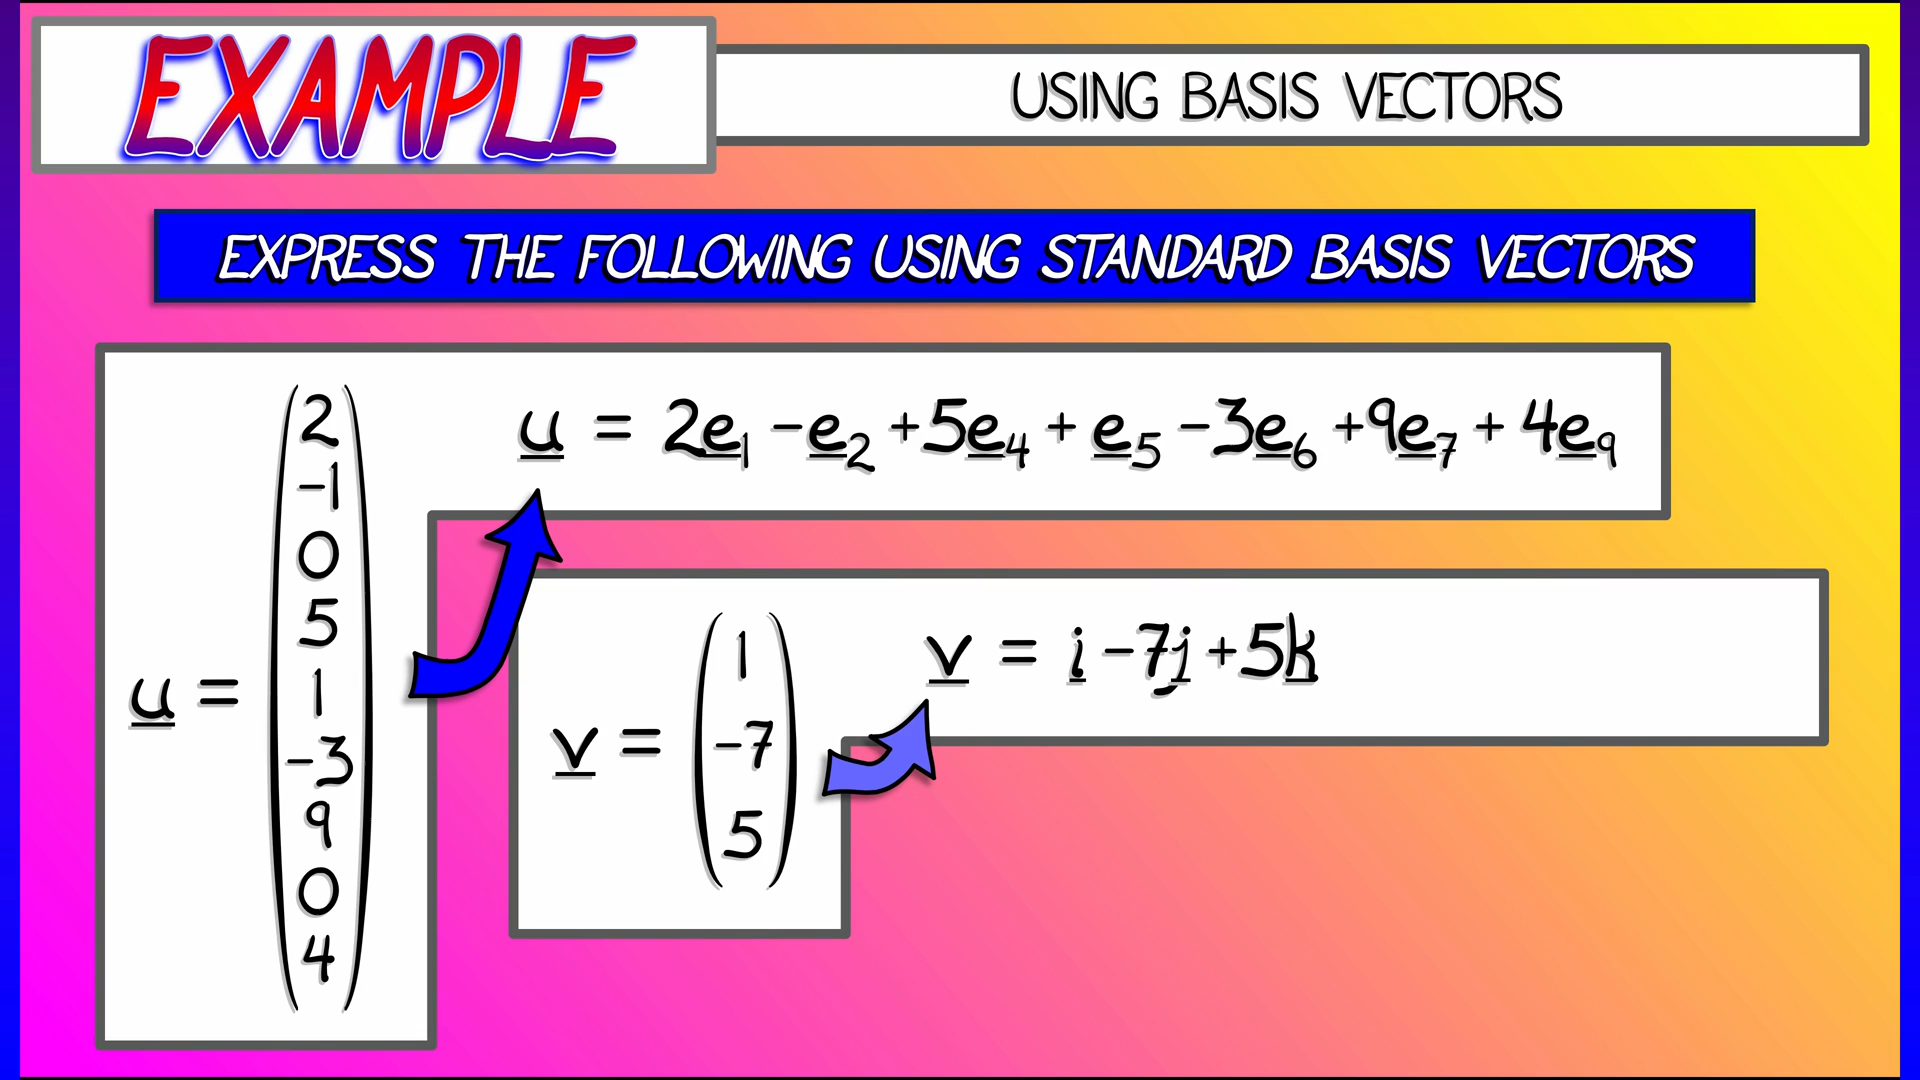 EXAMPLE
USING BASIS VECTORS
EXPRESS THE FOLLOWING USING STANDARD BASIS VECTORS
u =
2
-1
0
5
1
-3
9
0
4
u = 2e₁ - e₂ + 5e₄ + e₅ - 3e₆ + 9e₇ + 4e₉
v =
1
-7
5
v = i - 7j + 5k